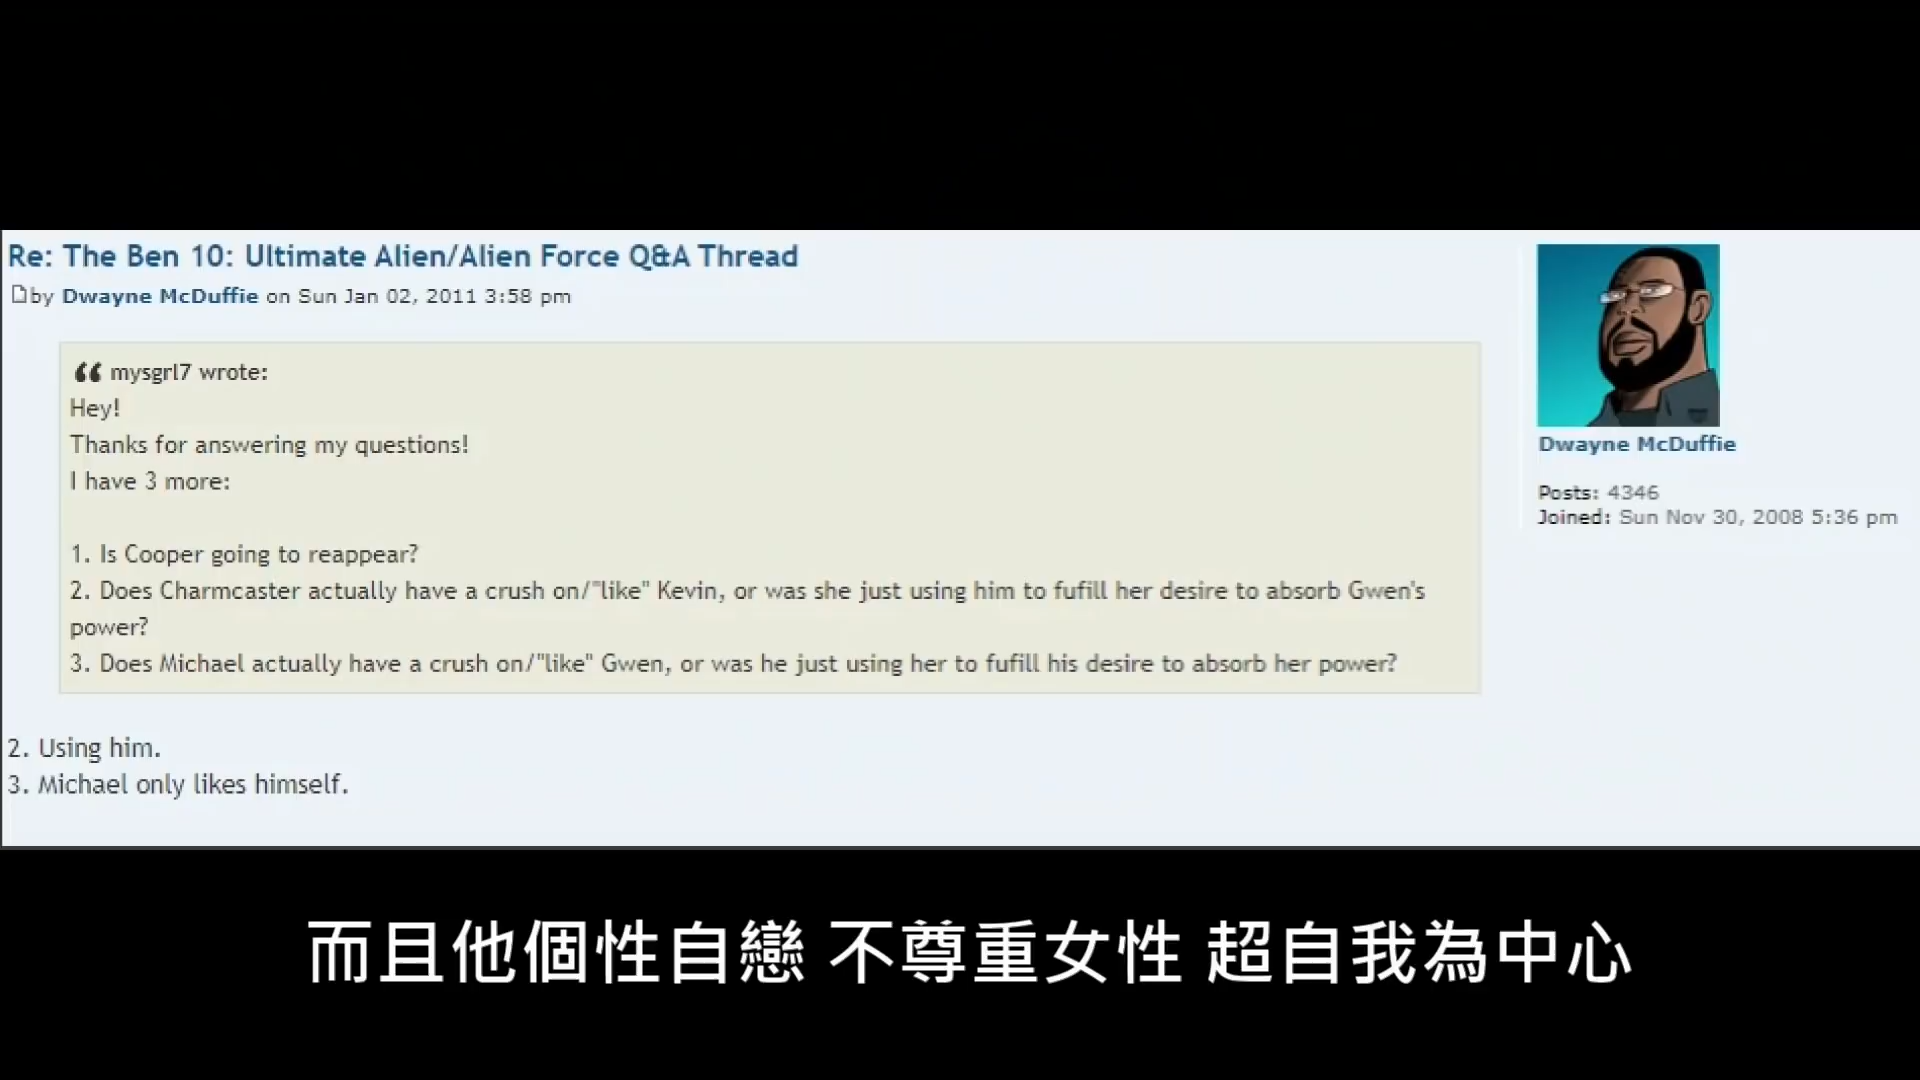 Re: The Ben 10: Ultimate Alien/Alien Force Q&A Thread
by Dwayne McDuffie on Sun Jan 02, 2011 3:58 pm
mysgrl7 wrote:
Hey!
Thanks for answering my questions!
I have 3 more:
1. Is Cooper going to reappear?
2. Does Charmcaster actually have a crush on/"like" Kevin, or was she just using him to fufill her desire to absorb Gwen's
power?
3. Does Michael actually have a crush on/"like" Gwen, or was he just using her to fufill his desire to absorb her power?
2. Using him.
3. Michael only likes himself.
Dwayne McDuffie
Posts: 4346
Joined: Sun Nov 30, 2008 5:36 pm
而且他個性自戀 不尊重女性 超自我為中心